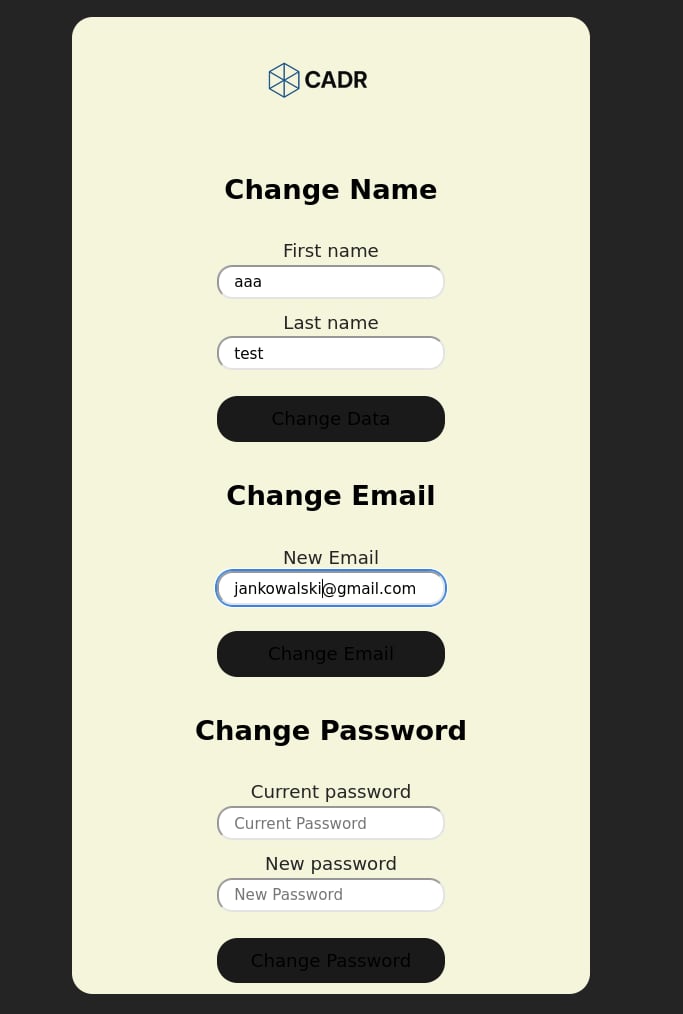 CADR
Change Name
First name
aaa
Last name
test
Change Data
Change Email
New Email
jankowalski@gmail.com
Change Email
Change Password
Current password
Current Password
New password
New Password
Change Password